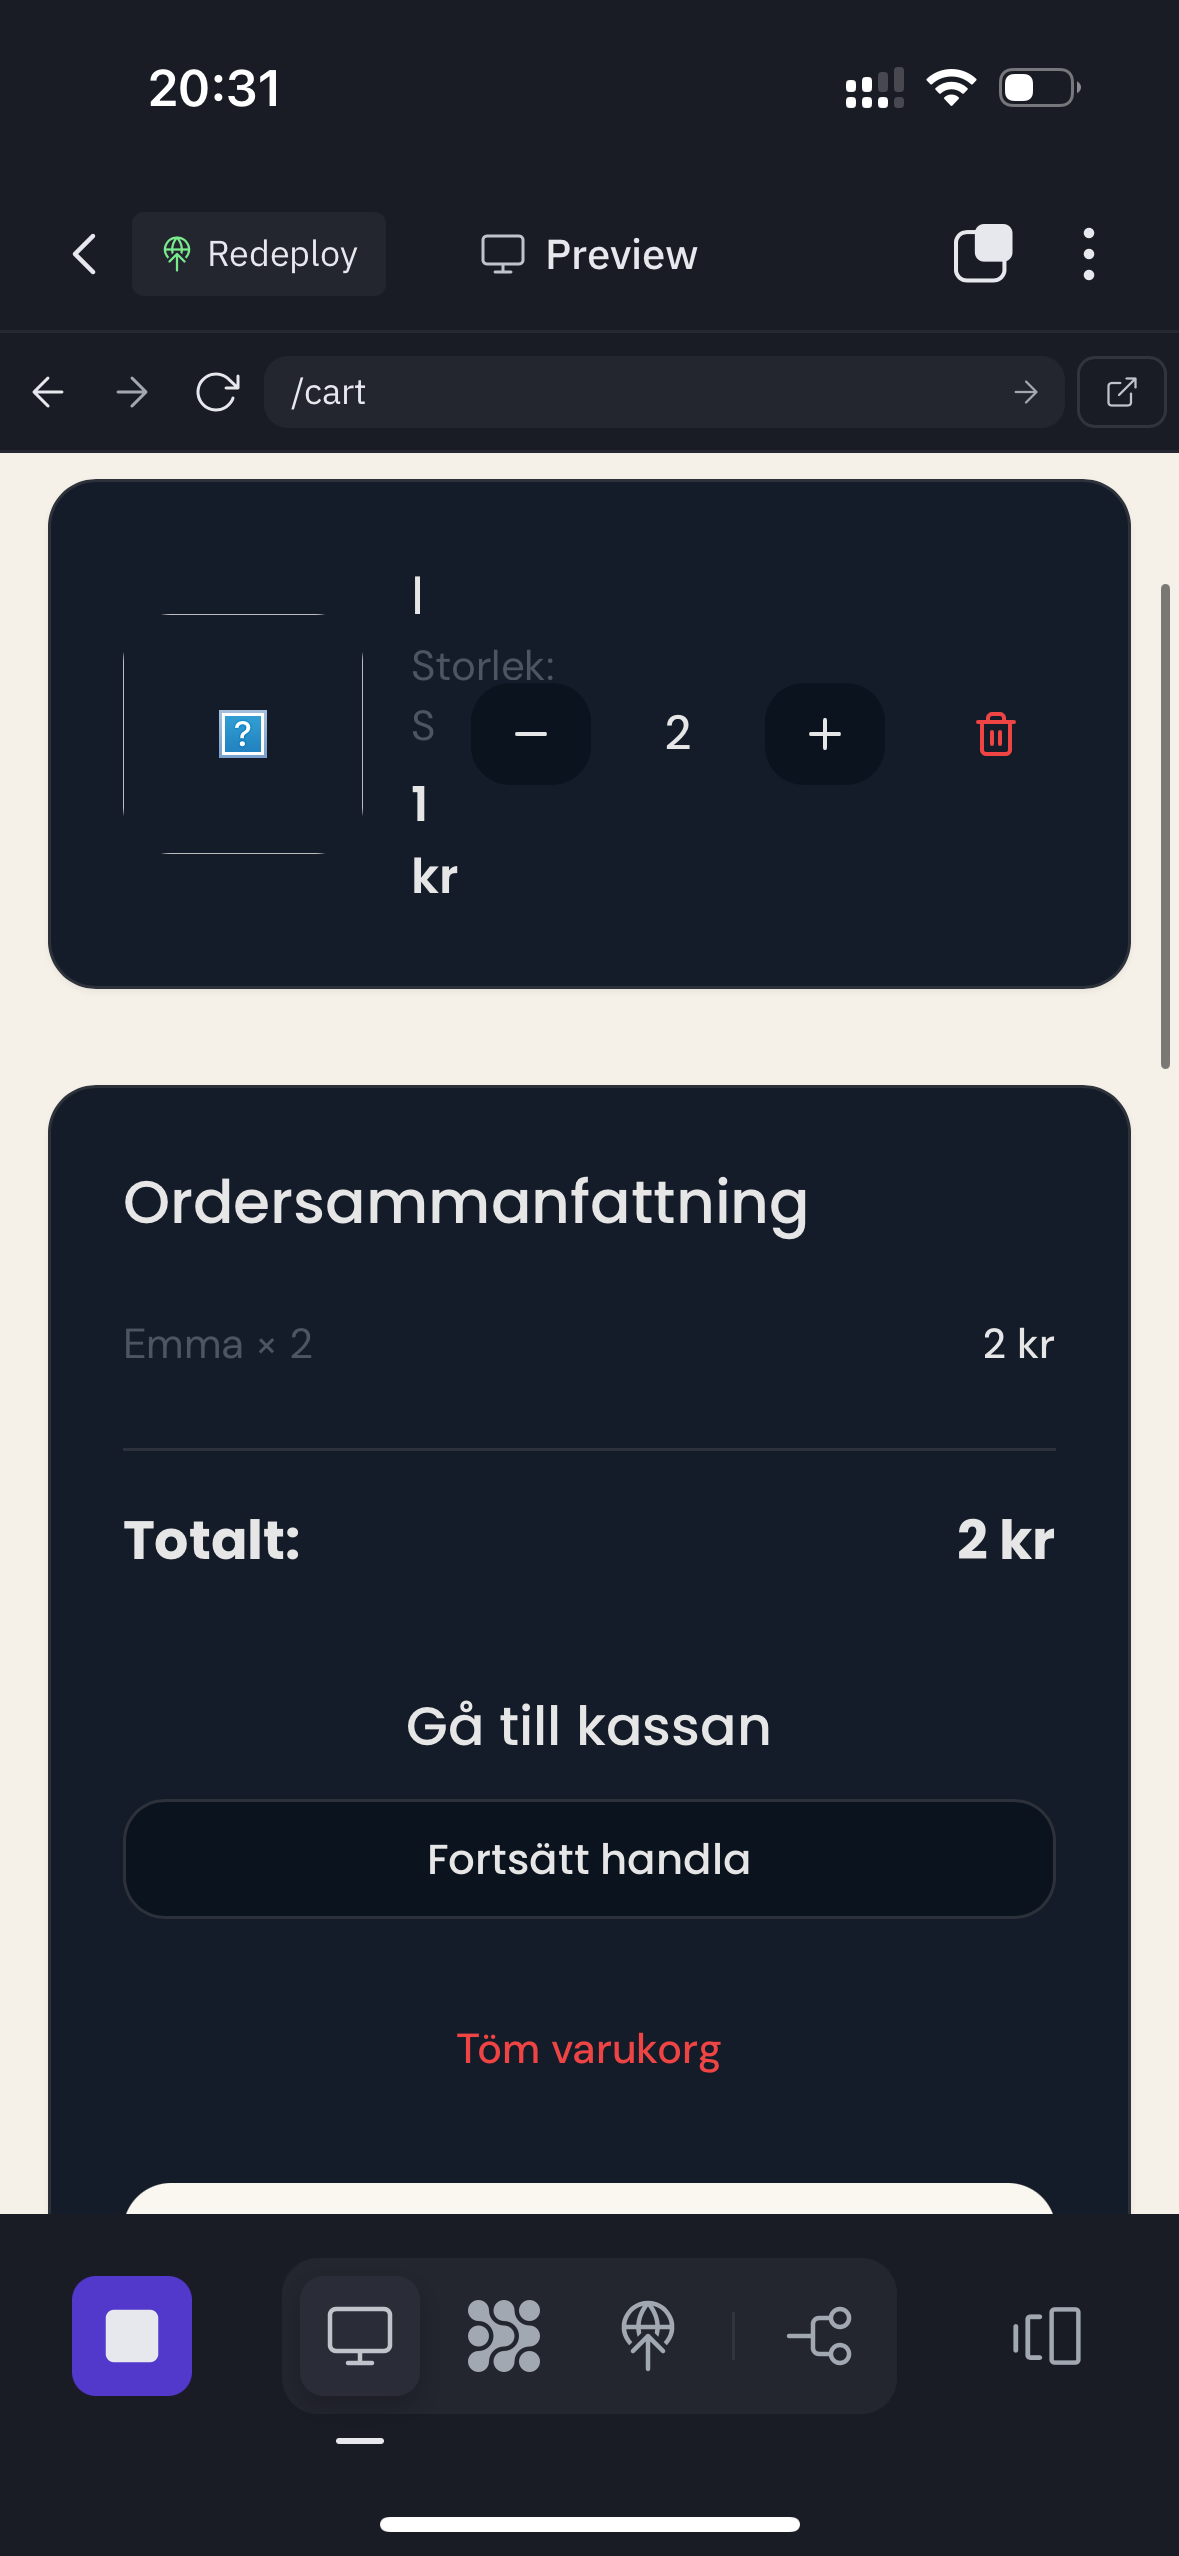 20:31
Redeploy
Preview
/cart
Storlek:
S
2
1
kr
Ordersammanfattning
Emma × 2
2 kr
Totalt:
2 kr
Gå till kassan
Fortsätt handla
Töm varukorg